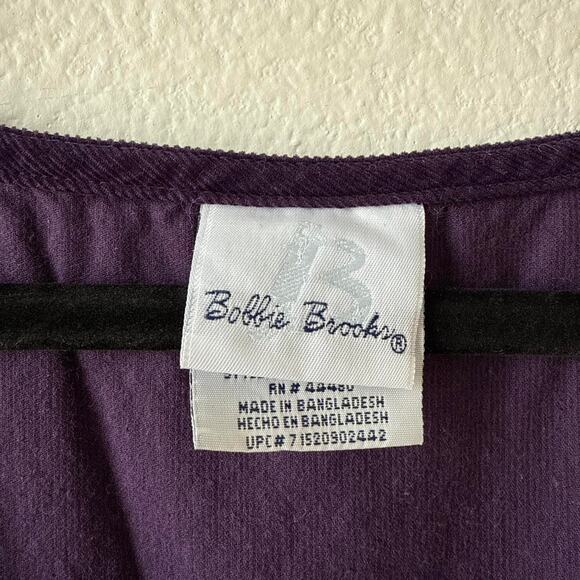 B
Bobbie Brooks®
RN # 44480
MADE IN BANGLADESH
HECHO EN BANGLADESH
UPC# 71520902442